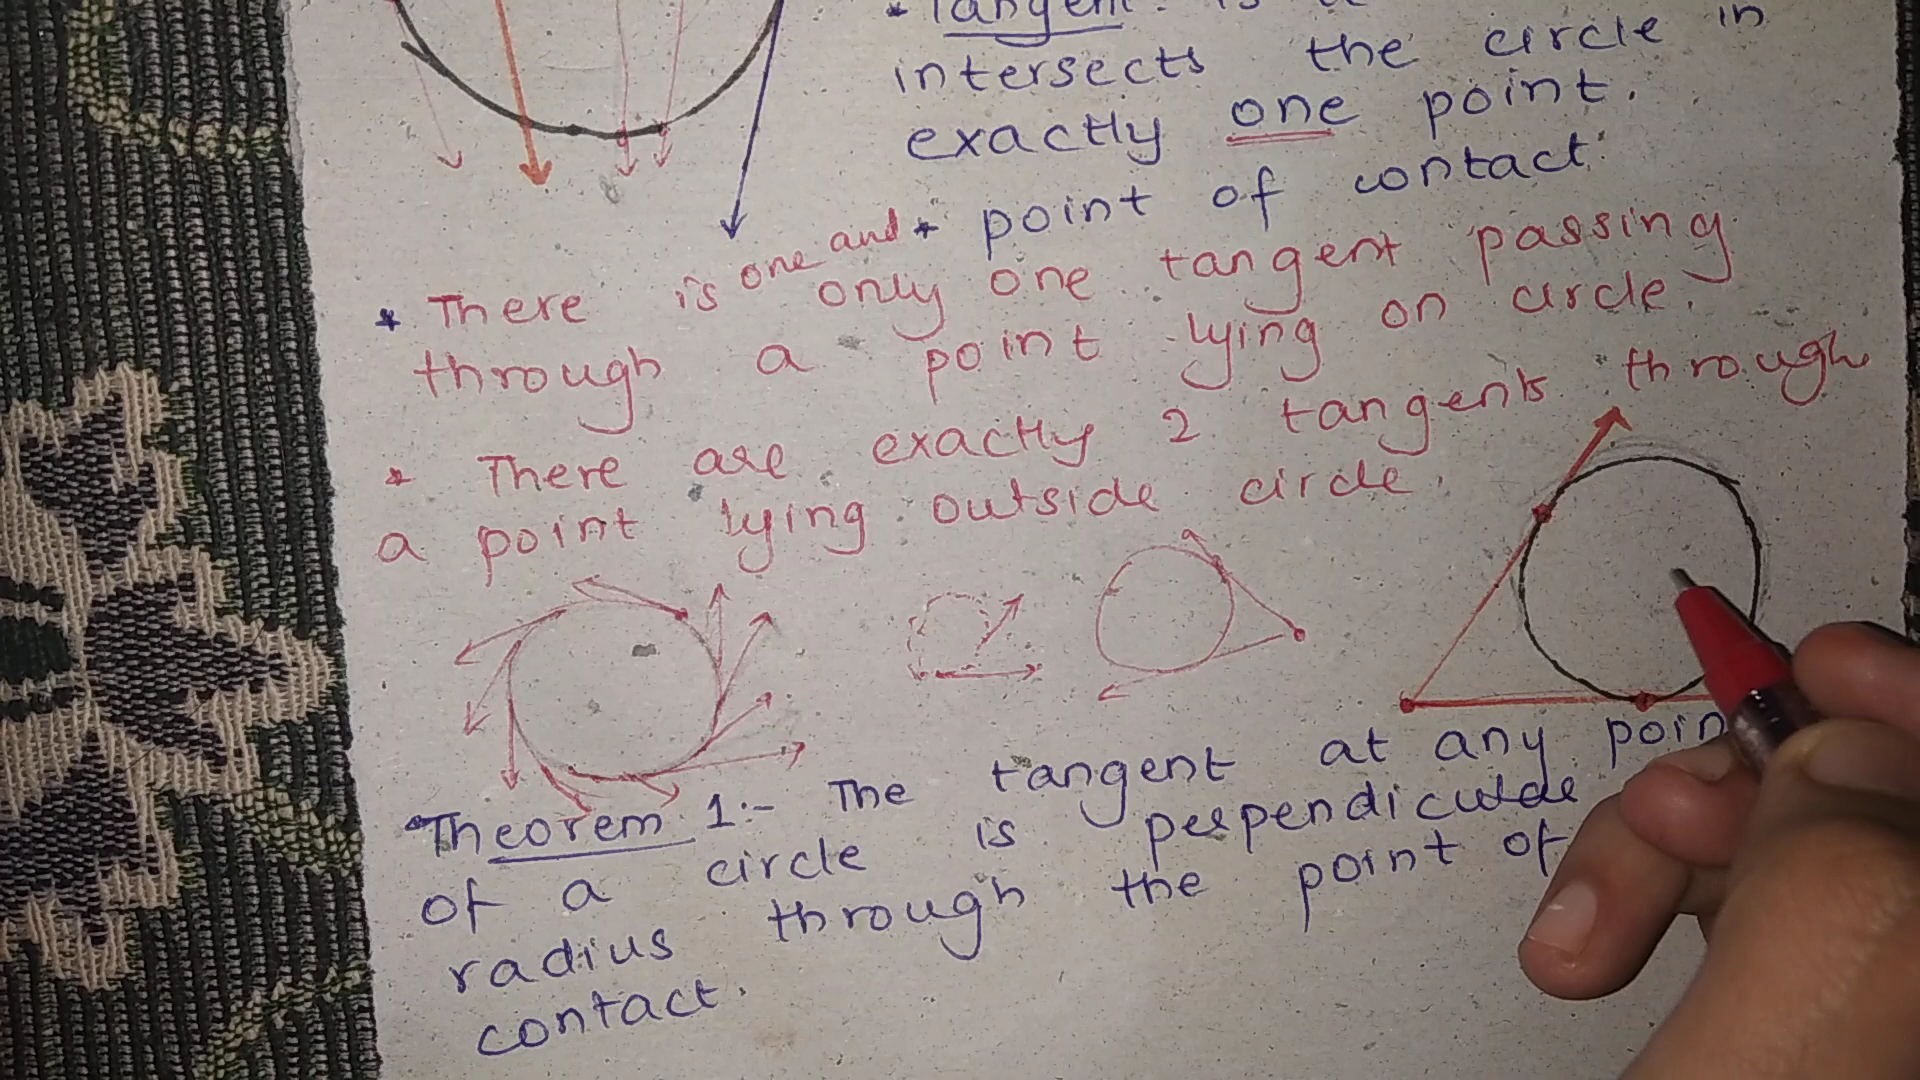 * Tangent: is a
intersects the circle in
exactly one point.
* point of contact:
* There is one and only one tangent passing
through a point lying on circle.
* There are exactly 2 tangents through
a point lying outside circle.
Theorem 1:- The tangent at any poin
of a circle is perpendicular
radius through the point of
contact.